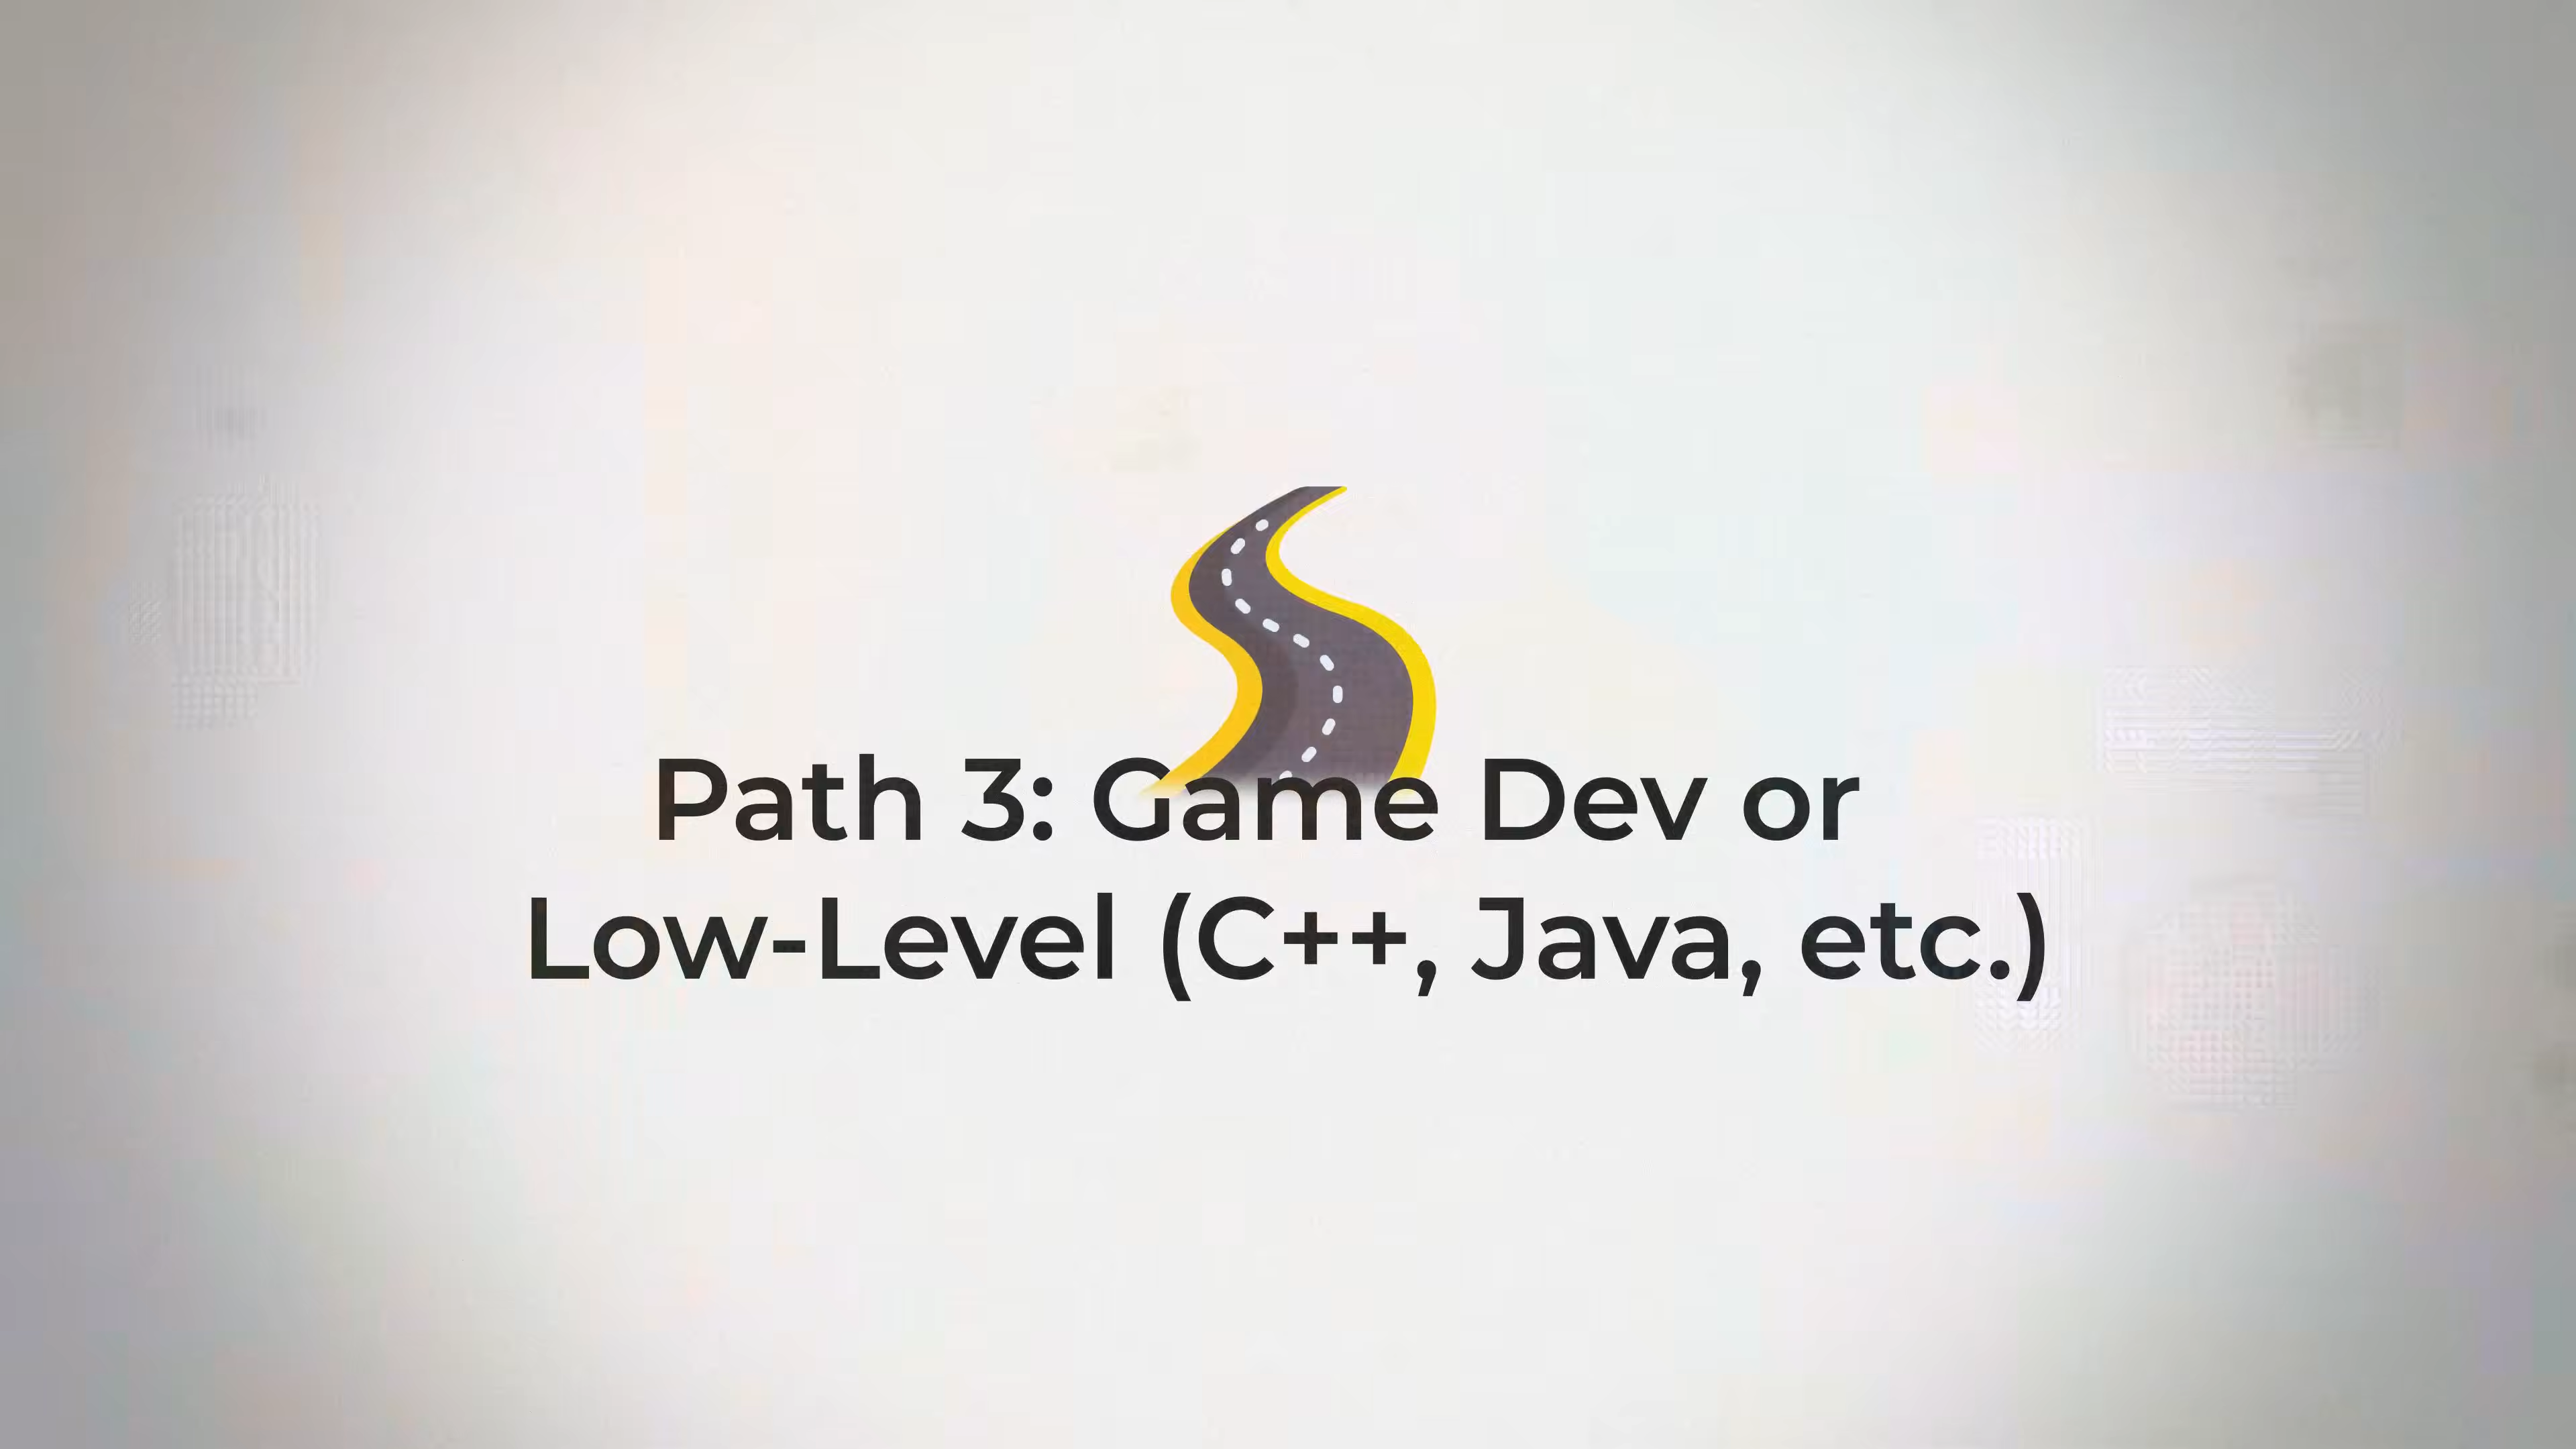 Path 3: Game Dev or
Low-Level (C++, Java, etc.)